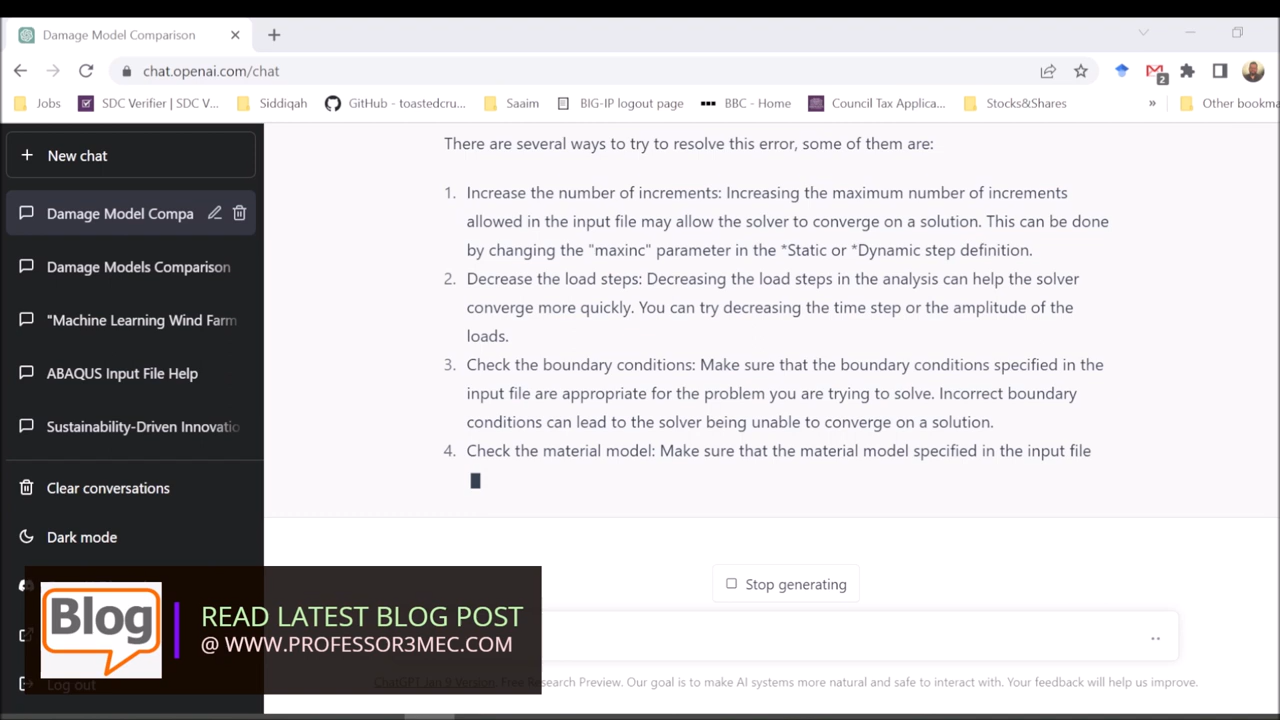 Damage Model Comparison
chat.openai.com/chat
2
Jobs SDC Verifier | SDC V... Siddiqah GitHub - toastedcru... Saaim BIG-IP logout page BBC - Home Council Tax Applica... Stocks&Shares » Other bookma
New chat
Damage Model Compa
Damage Models Comparison
"Machine Learning Wind Farm
ABAQUS Input File Help
Sustainability-Driven Innovatio
Clear conversations
Dark mode
Log out
There are several ways to try to resolve this error, some of them are:
1. Increase the number of increments: Increasing the maximum number of increments
allowed in the input file may allow the solver to converge on a solution. This can be done
by changing the "maxinc" parameter in the *Static or *Dynamic step definition.
2. Decrease the load steps: Decreasing the load steps in the analysis can help the solver
converge more quickly. You can try decreasing the time step or the amplitude of the
loads.
3. Check the boundary conditions: Make sure that the boundary conditions specified in the
input file are appropriate for the problem you are trying to solve. Incorrect boundary
conditions can lead to the solver being unable to converge on a solution.
4. Check the material model: Make sure that the material model specified in the input file
Stop generating
ChatGPT Jan 9 Version. Free Research Preview. Our goal is to make AI systems more natural and safe to interact with. Your feedback will help us improve.
Blog
READ LATEST BLOG POST
@ WWW.PROFESSOR3MEC.COM